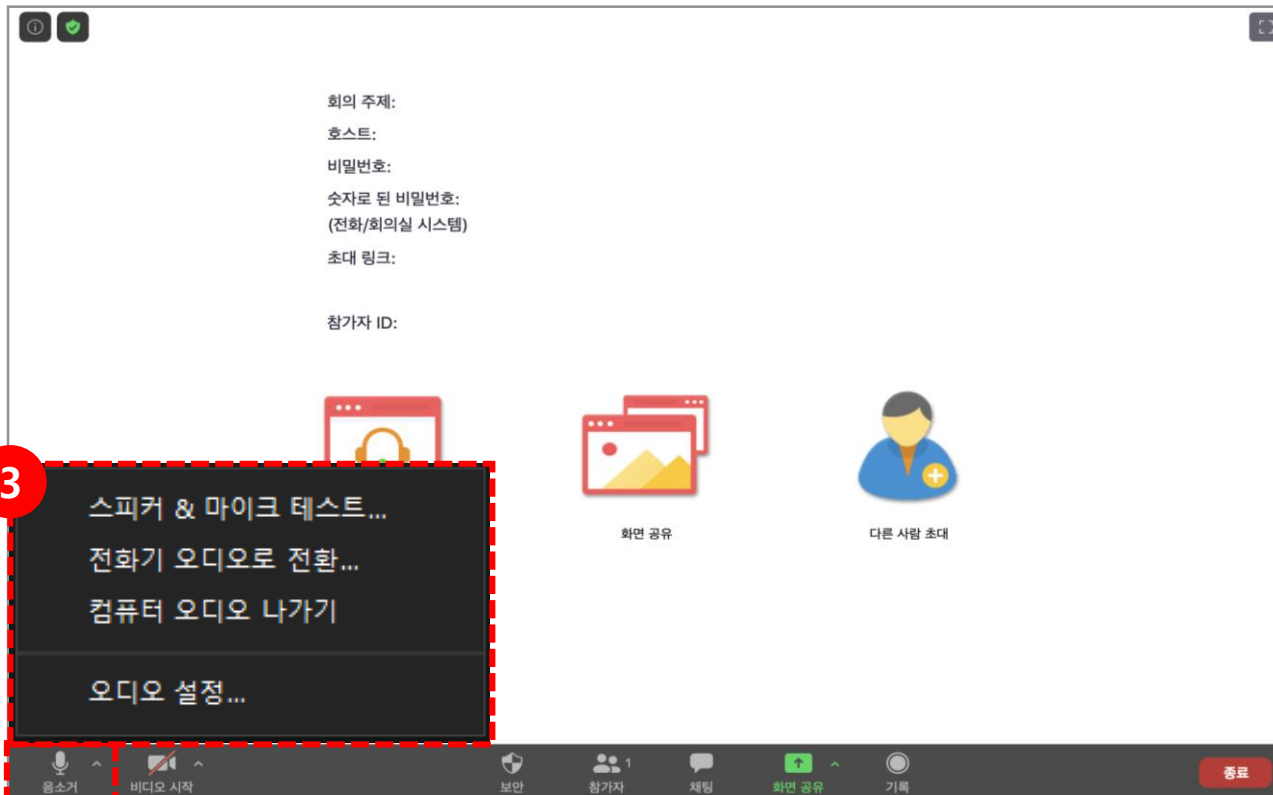 회의 주제:
호스트:
비밀번호:
숫자로 된 비밀번호:
(전화/회의실 시스템)
초대 링크:
참가자 ID:
화면 공유
다른 사람 초대
3
스피커 & 마이크 테스트...
전화기 오디오로 전환...
컴퓨터 오디오 나가기
오디오 설정...
음소거
비디오 시작
보안
참가자
1
채팅
화면 공유
기록
종료